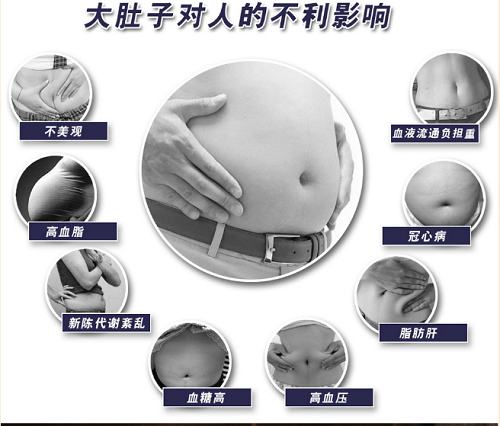 大肚子对人的不利影响
不美观
血液流通负担重
高血脂
冠心病
新陈代谢紊乱
脂肪肝
血糖高
高血压